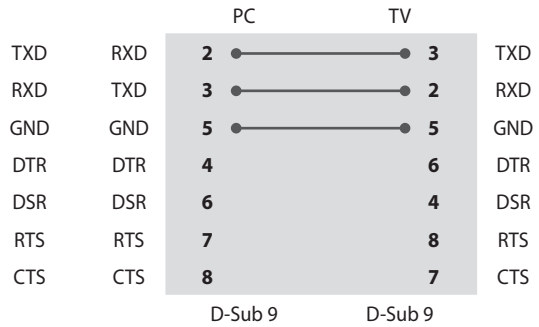 PC TV
TXD RXD 2 3 TXD
RXD TXD 3 2 RXD
GND GND 5 5 GND
DTR DTR 4 6 DTR
DSR DSR 6 4 DSR
RTS RTS 7 8 RTS
CTS CTS 8 7 CTS
D-Sub 9 D-Sub 9